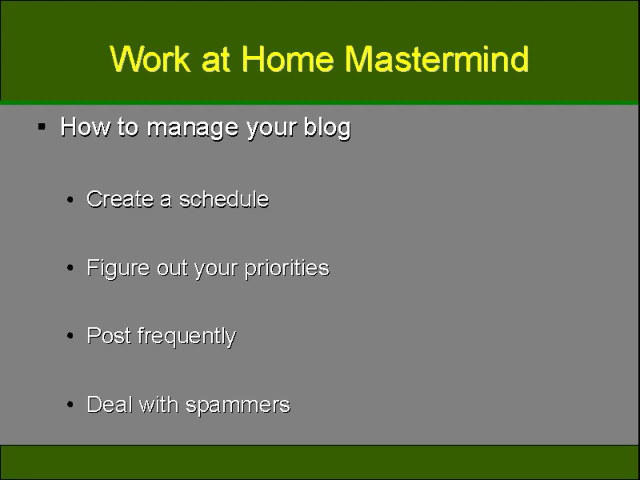 Work at Home Mastermind
▪ How to manage your blog
• Create a schedule
• Figure out your priorities
• Post frequently
• Deal with spammers